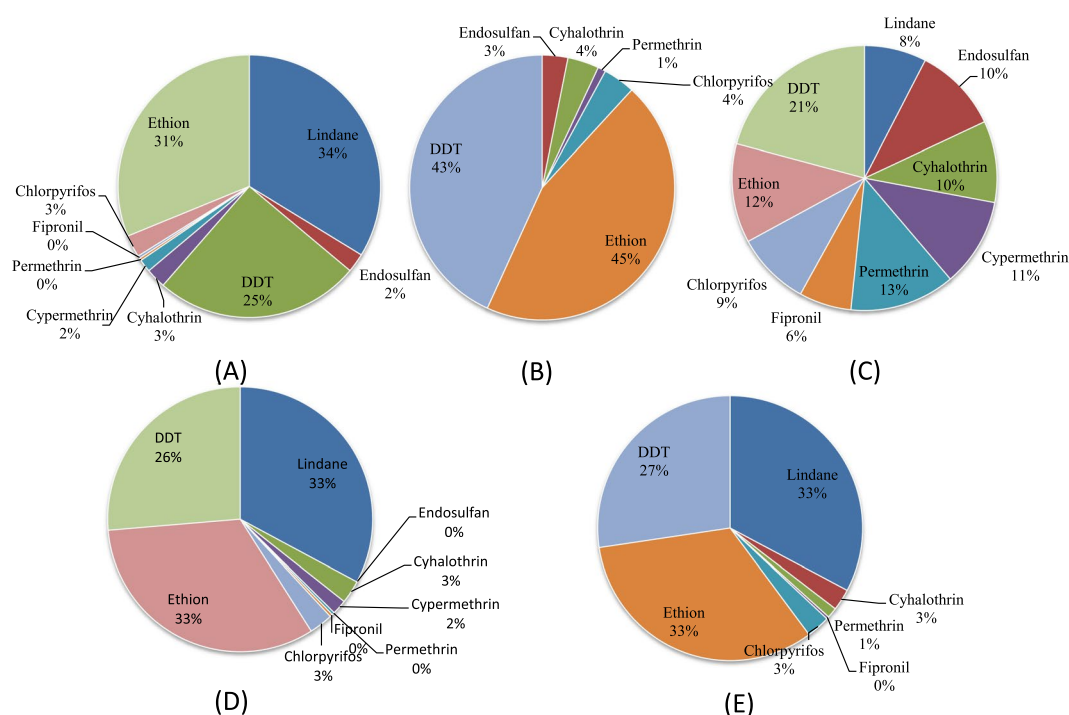 Lindane
34%
Endosulfan
2%
DDT
25%
Cyhalothrin
3%
Cypermethrin
2%
Permethrin
0%
Fipronil
0%
Chlorpyrifos
3%
Ethion
31%
(A)
Endosulfan
3%
Cyhalothrin
4%
Permethrin
1%
Chlorpyrifos
4%
Ethion
45%
DDT
43%
(B)
Lindane
8%
Endosulfan
10%
Cyhalothrin
10%
Cypermethrin
11%
Permethrin
13%
Fipronil
6%
Chlorpyrifos
9%
Ethion
12%
DDT
21%
(C)
Lindane
33%
Endosulfan
0%
Cyhalothrin
3%
Cypermethrin
2%
Permethrin
0%
Fipronil
0%
Chlorpyrifos
3%
Ethion
33%
DDT
26%
(D)
Lindane
33%
Cyhalothrin
3%
Permethrin
1%
Fipronil
0%
Chlorpyrifos
3%
Ethion
33%
DDT
27%
(E)